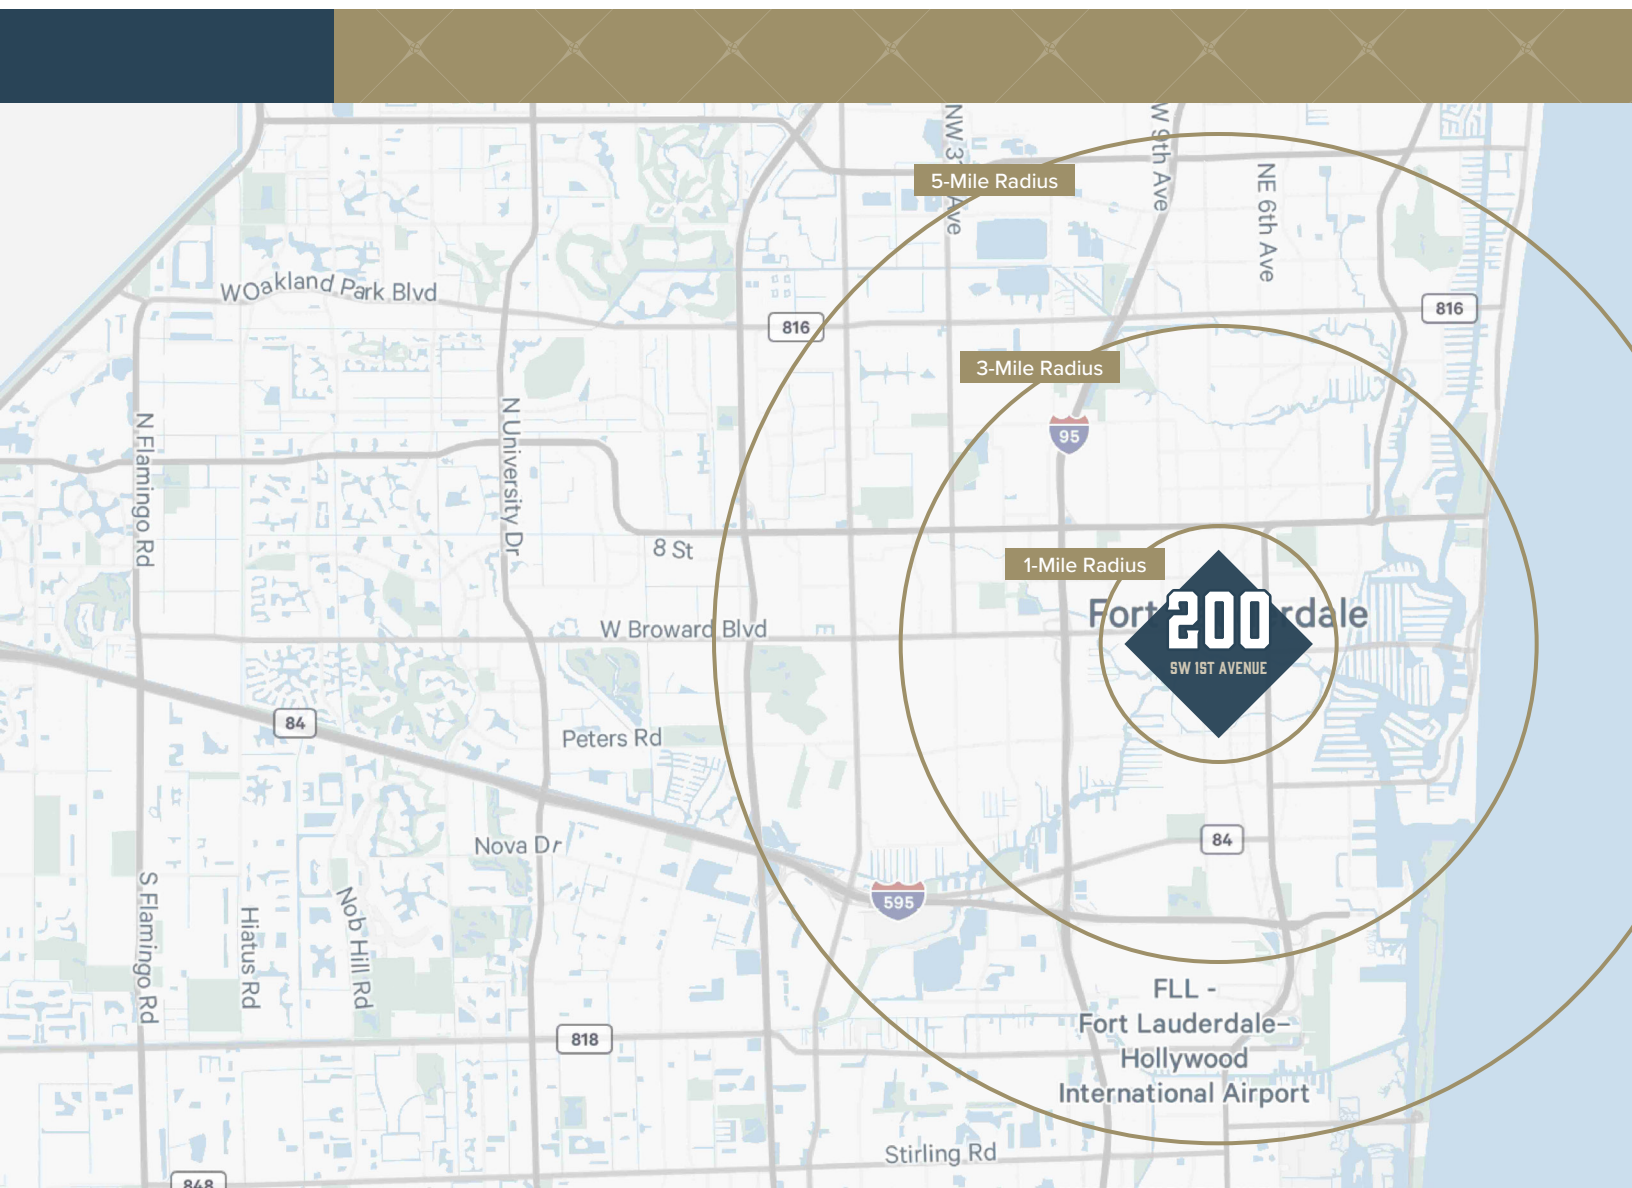 NW 3
Ave
W 9th Ave
NE 6th Ave
5-Mile Radius
W Oakland Park Blvd
816
816
3-Mile Radius
95
N Flamingo Rd
N University Dr
8 St
1-Mile Radius
Fort
rdale
200
SW 1ST AVENUE
W Broward Blvd
84
Peters Rd
84
Nova Dr
595
S Flamingo Rd
Hiatus Rd
Nob Hill Rd
FLL -
Fort Lauderdale–
Hollywood
International Airport
818
Stirling Rd
848